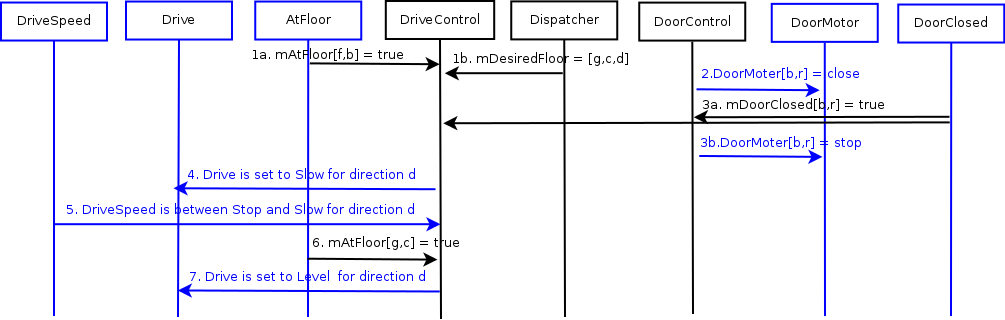 DriveSpeed
Drive
AtFloor
DriveControl
Dispatcher
DoorControl
DoorMotor
DoorClosed
1a. mAtFloor[f,b] = true
1b. mDesiredFloor = [g,c,d]
2.DoorMoter[b,r] = close
3a. mDoorClosed[b,r] = true
3b.DoorMoter[b,r] = stop
4. Drive is set to Slow for direction d
5. DriveSpeed is between Stop and Slow for direction d
6. mAtFloor[g,c] = true
7. Drive is set to Level for direction d